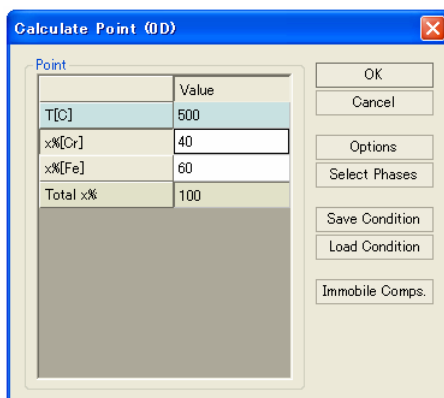 Calculate Point (0D)
Point
Value
T[C] 500
x%[Cr] 40
x%[Fe] 60
Total x% 100
OK
Cancel
Options
Select Phases
Save Condition
Load Condition
Immobile Comps.